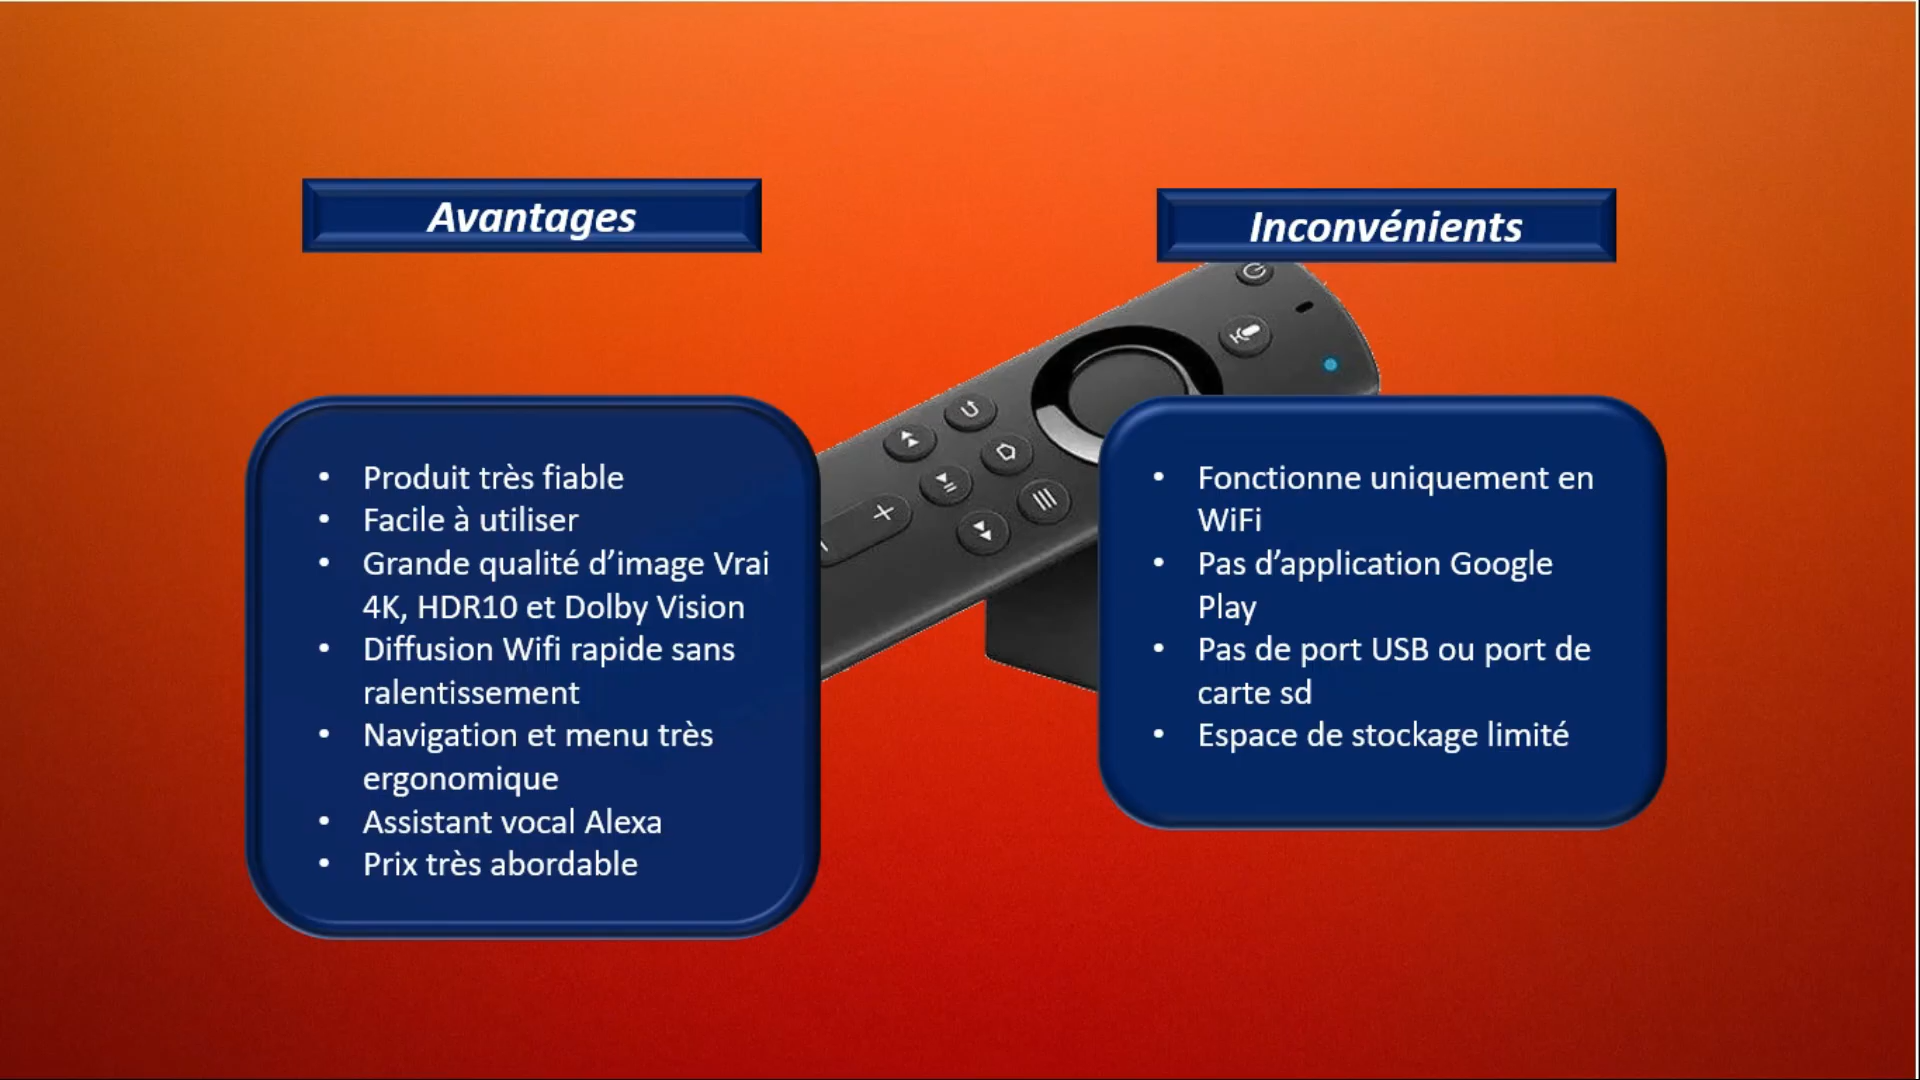 Avantages
Inconvénients
• Produit très fiable
• Facile à utiliser
• Grande qualité d’image Vrai
4K, HDR10 et Dolby Vision
• Diffusion Wifi rapide sans
ralentissement
• Navigation et menu très
ergonomique
• Assistant vocal Alexa
• Prix très abordable
• Fonctionne uniquement en
WiFi
• Pas d’application Google
Play
• Pas de port USB ou port de
carte sd
• Espace de stockage limité